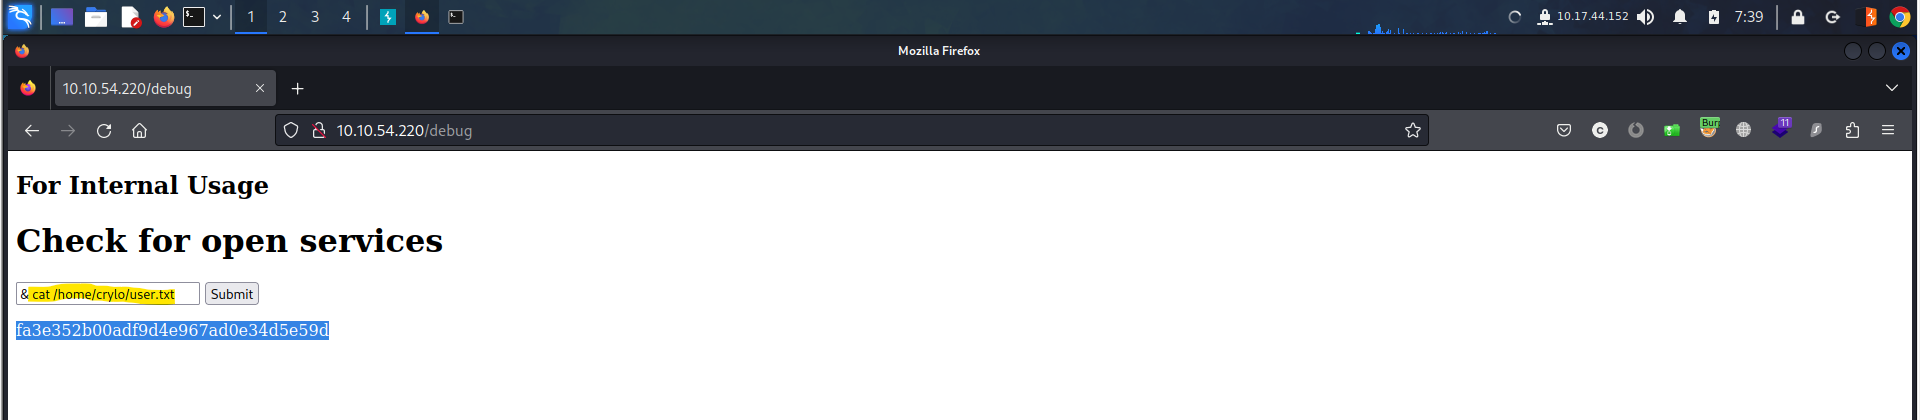 1 2 3 4 10.17.44.152 7:39
Mozilla Firefox
10.10.54.220/debug
10.10.54.220/debug C Bur 11
For Internal Usage
Check for open services
& cat /home/crylo/user.txt Submit
fa3e352b00adf9d4e967ad0e34d5e59d